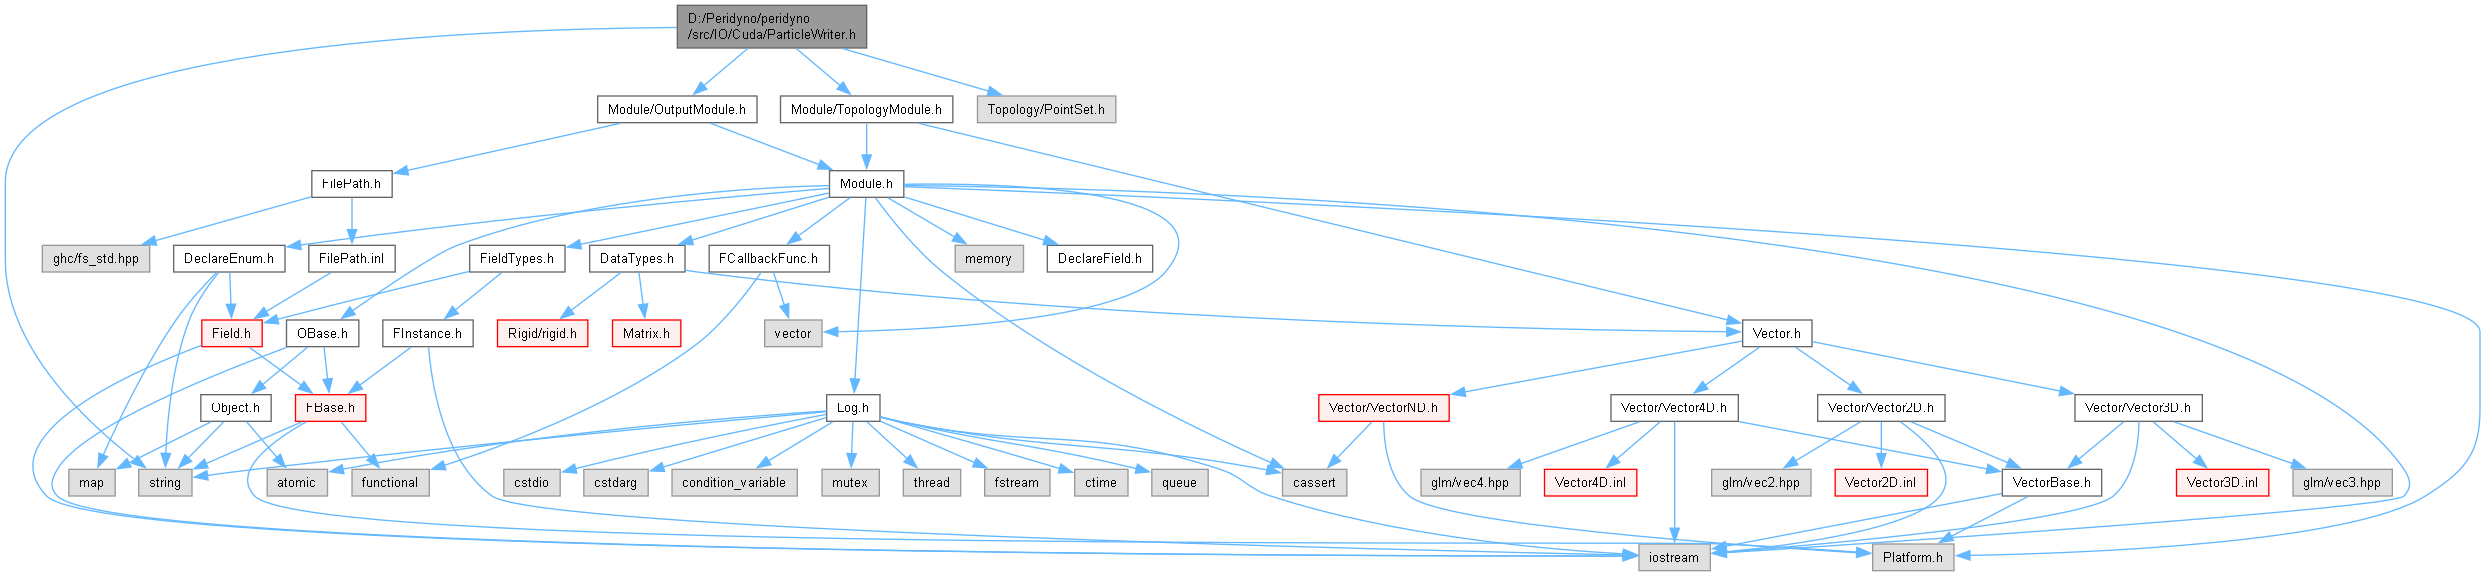 D:/Peridyno/peridyno
/src/IO/Cuda/ParticleWriter.h
Module/OutputModule.h
Module/TopologyModule.h
Topology/PointSet.h
FilePath.h
Module.h
ghc/fs_std.hpp
DeclareEnum.h
FilePath.inl
FieldTypes.h
DataTypes.h
FCallbackFunc.h
memory
DeclareField.h
Field.h
OBase.h
FInstance.h
Rigid/rigid.h
Matrix.h
vector
Vector.h
Object.h
FBase.h
Log.h
Vector/VectorND.h
Vector/Vector4D.h
Vector/Vector2D.h
Vector/Vector3D.h
map
string
atomic
functional
cstdio
cstdarg
condition_variable
mutex
thread
fstream
ctime
queue
cassert
glm/vec4.hpp
Vector4D.inl
glm/vec2.hpp
Vector2D.inl
VectorBase.h
Vector3D.inl
glm/vec3.hpp
iostream
Platform.h